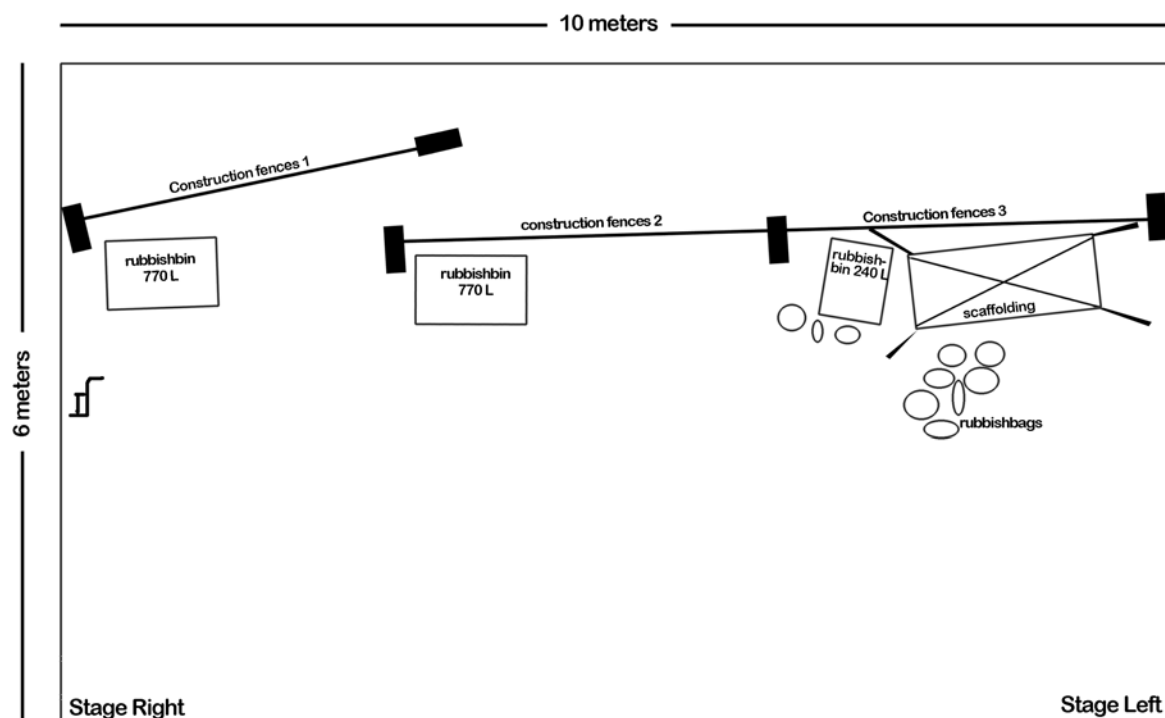 10 meters
6 meters
Construction fences 1
construction fences 2
Construction fences 3
rubbishbin
770 L
rubbishbin
770 L
rubbish-
bin 240 L
scaffolding
rubbishbags
Stage Right
Stage Left